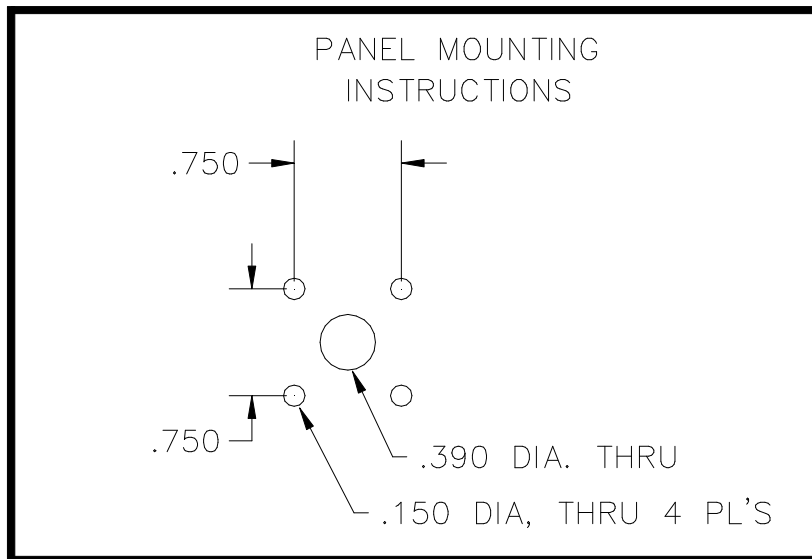 PANEL MOUNTING
INSTRUCTIONS
.750
.750
.390 DIA. THRU
.150 DIA, THRU 4 PL'S